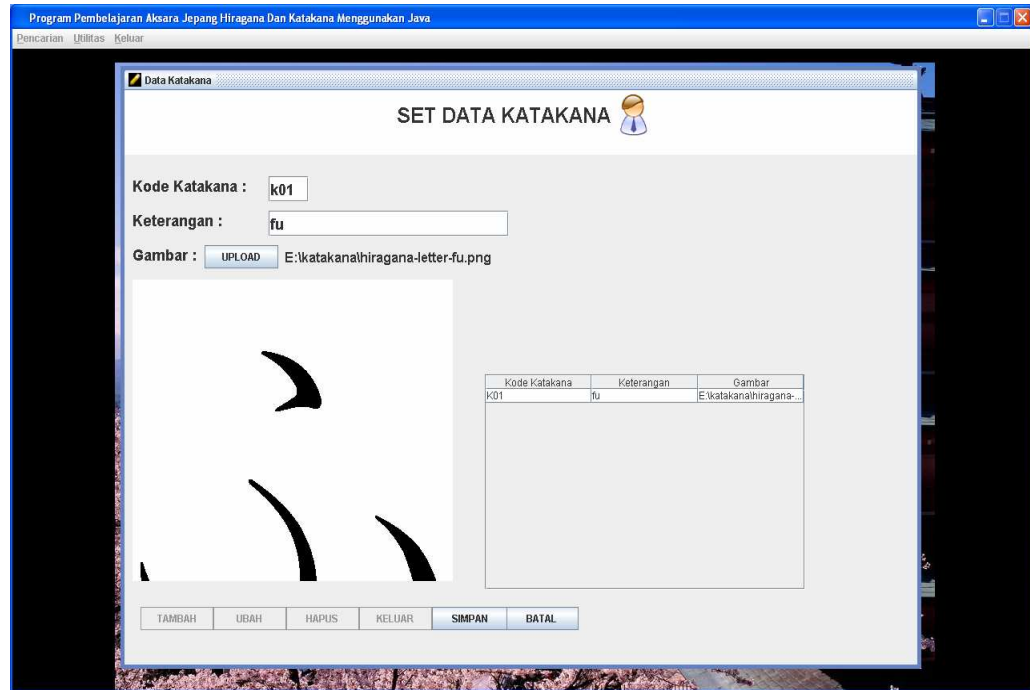 Program Pembelajaran Aksara Jepang Hiragana Dan Katakana Menggunakan Java
Pencarian Utilitas Keluar
Data Katakana
SET DATA KATAKANA
Kode Katakana : k01
Keterangan : fu
Gambar : UPLOAD E:\katakana\hiragana-letter-fu.png
Kode Katakana Keterangan Gambar
K01 fu E:\katakana\hiragana-...
TAMBAH UBAH HAPUS KELUAR SIMPAN BATAL